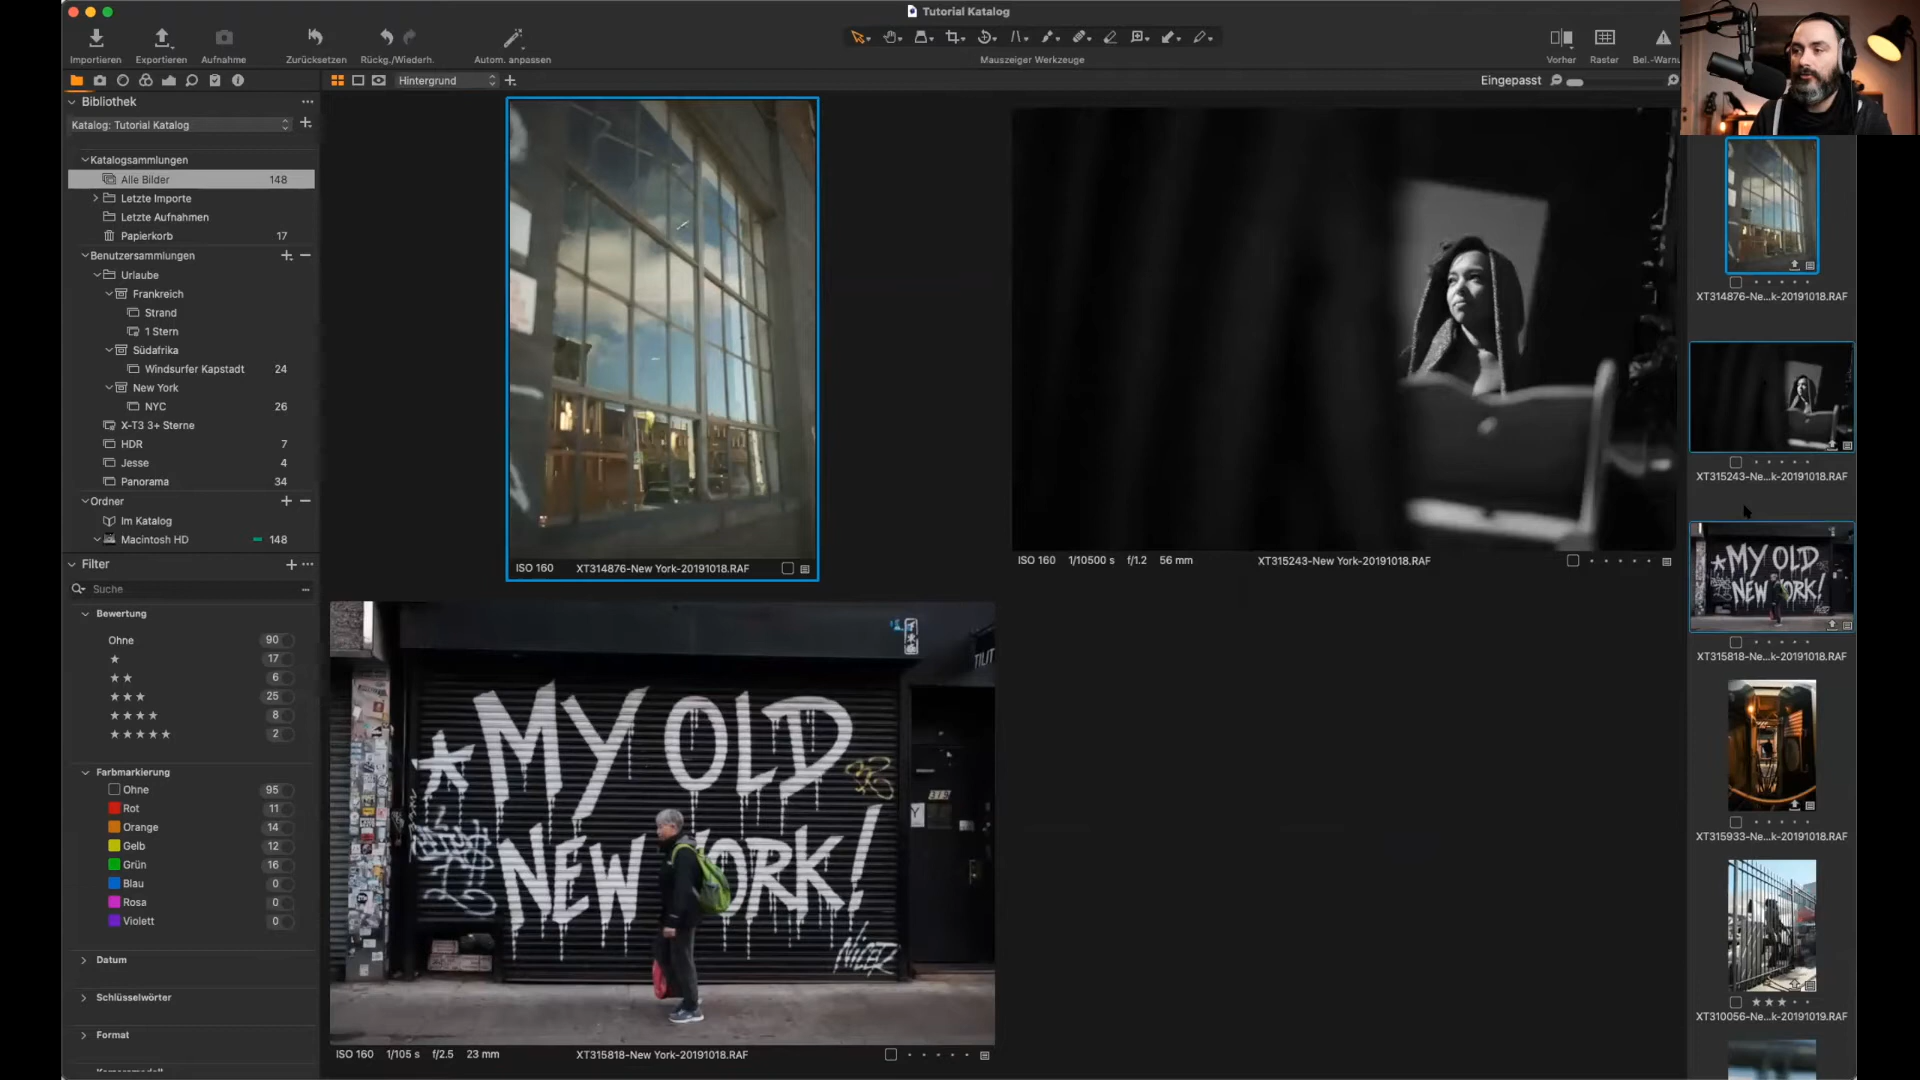 Tutorial Katalog
Importieren
Exportieren
Aufnahme
Zurücksetzen
Rückg./Wiederh.
Autom. anpassen
Mauszeiger Werkzeuge
Vorher
Raster
Bel.-Warnu
Hintergrund
Eingepasst
Bibliothek
Katalog: Tutorial Katalog
Katalogsammlungen
Alle Bilder 148
Letzte Importe
Letzte Aufnahmen
Papierkorb 17
Benutzersammlungen
Urlaube
Frankreich
Strand
1 Stern
Südafrika
Windsurfer Kapstadt 24
New York
NYC 26
X-T3 3+ Sterne
HDR 7
Jesse 4
Panorama 34
Ordner
Im Katalog
Macintosh HD 148
Filter
Suche
Bewertung
Ohne 90
★ 17
★ ★ 6
★ ★ ★ 25
★ ★ ★ ★ 8
★ ★ ★ ★ ★ 2
Farbmarkierung
Ohne 95
Rot 11
Orange 14
Gelb 12
Grün 16
Blau 0
Rosa 0
Violett 0
Datum
Schlüsselwörter
Format
ISO 160 XT314876-New York-20191018.RAF
ISO 160 1/10500 s f/1.2 56 mm XT315243-New York-20191018.RAF
*MY OLD
NEW YORK!
319
ISO 160 1/105 s f/2.5 23 mm XT315818-New York-20191018.RAF
XT314876-Ne...k-20191018.RAF
XT315243-Ne...k-20191018.RAF
*MY OLD
NEW YORK!
XT315818-Ne...k-20191018.RAF
XT315933-Ne...k-20191018.RAF
★ ★ ★
XT310056-Ne...k-20191019.RAF